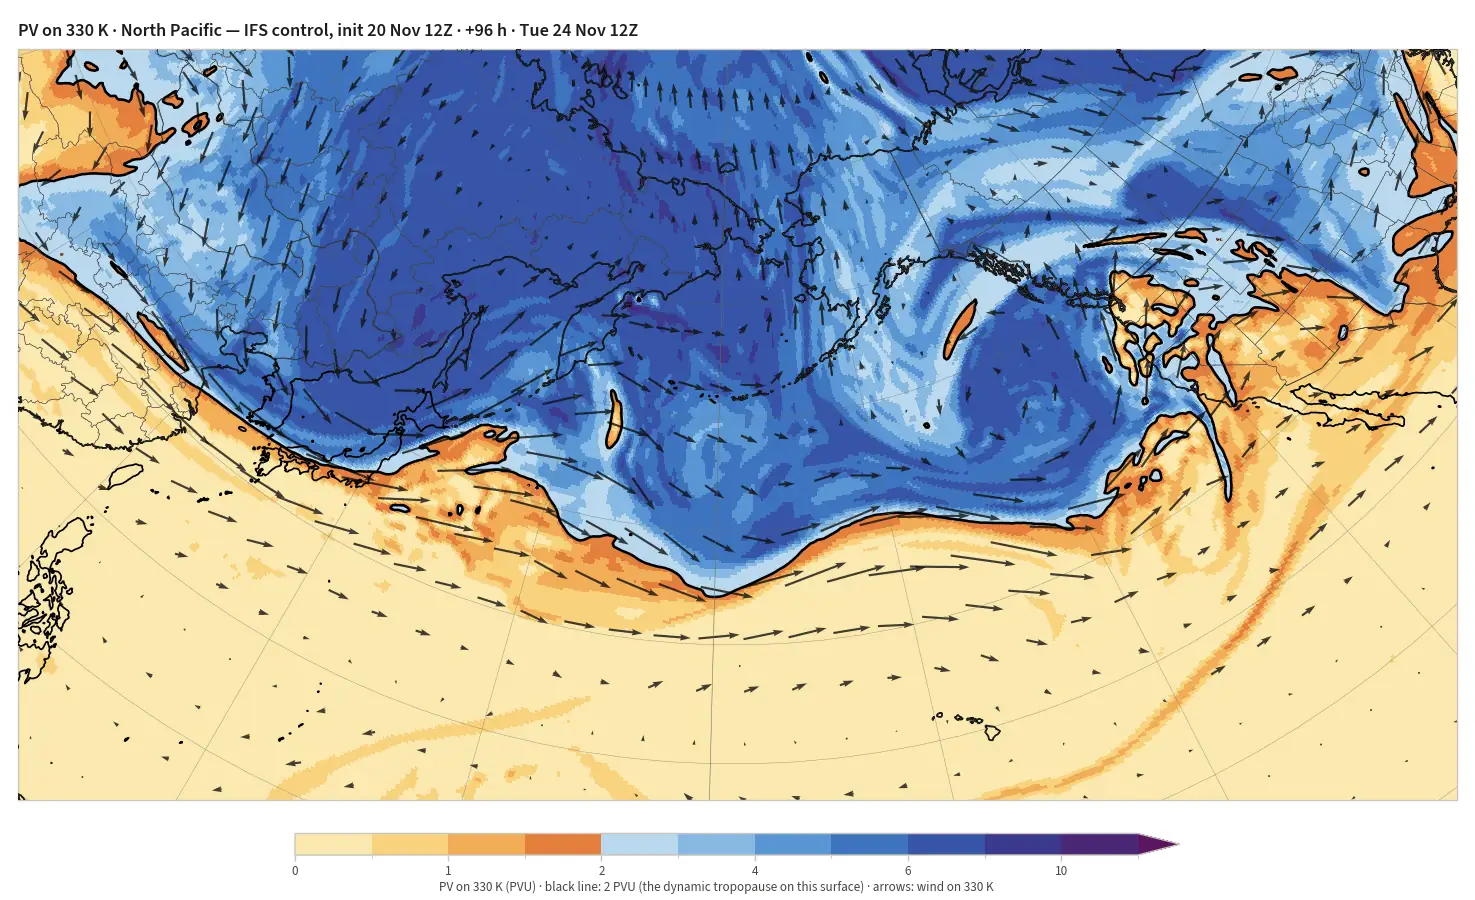 PV on 330 K · North Pacific — IFS control, init 20 Nov 12Z · +96 h · Tue 24 Nov 12Z
0 1 2 4 6 10
PV on 330 K (PVU) · black line: 2 PVU (the dynamic tropopause on this surface) · arrows: wind on 330 K